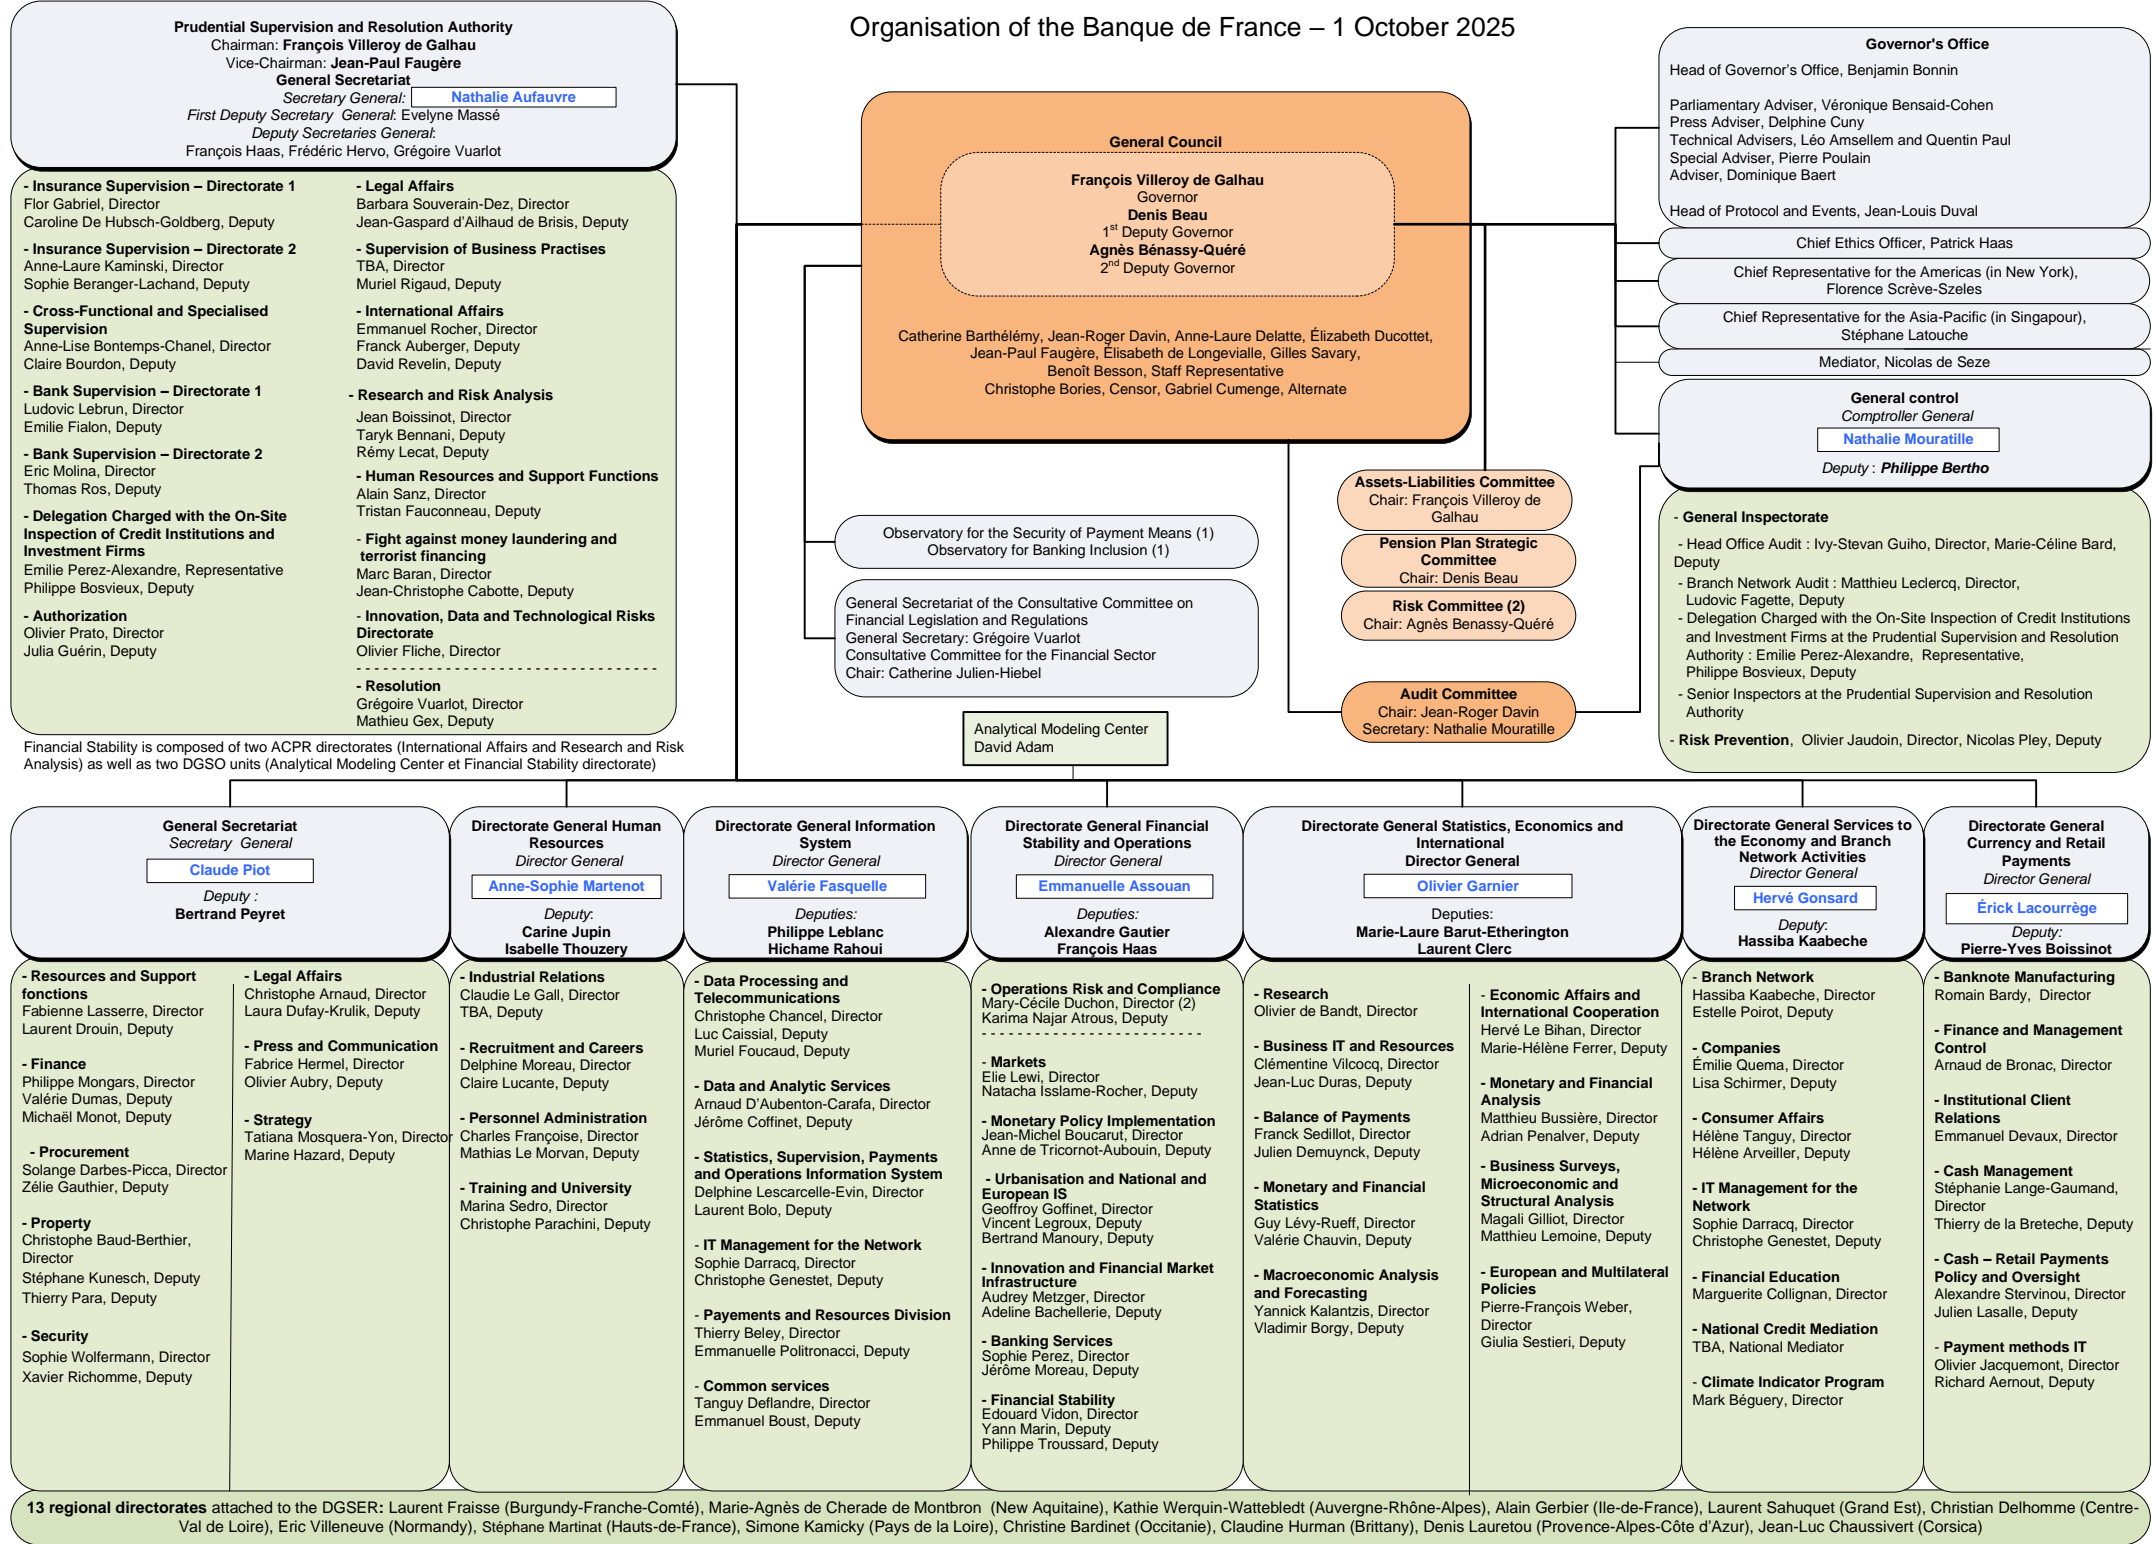 Organisation of the Banque de France – 1 October 2025
Prudential Supervision and Resolution Authority
Chairman: François Villeroy de Galhau
Vice-Chairman: Jean-Paul Faugère
General Secretariat
Secretary General: Nathalie Aufauvre
First Deputy Secretary General: Evelyne Massé
Deputy Secretaries General:
François Haas, Frédéric Hervo, Grégoire Vuarlot
- Insurance Supervision – Directorate 1
Flor Gabriel, Director
Caroline De Hubsch-Goldberg, Deputy
- Insurance Supervision – Directorate 2
Anne-Laure Kaminski, Director
Sophie Beranger-Lachand, Deputy
- Cross-Functional and Specialised
Supervision
Anne-Lise Bontemps-Chanel, Director
Claire Bourdon, Deputy
- Bank Supervision – Directorate 1
Ludovic Lebrun, Director
Emilie Fialon, Deputy
- Bank Supervision – Directorate 2
Eric Molina, Director
Thomas Ros, Deputy
- Delegation Charged with the On-Site
Inspection of Credit Institutions and
Investment Firms
Emilie Perez-Alexandre, Representative
Philippe Bosvieux, Deputy
- Authorization
Olivier Prato, Director
Julia Guérin, Deputy
- Legal Affairs
Barbara Souverain-Dez, Director
Jean-Gaspard d'Ailhaud de Brisis, Deputy
- Supervision of Business Practises
TBA, Director
Muriel Rigaud, Deputy
- International Affairs
Emmanuel Rocher, Director
Franck Auberger, Deputy
David Revelin, Deputy
- Research and Risk Analysis
Jean Boissinot, Director
Taryk Bennani, Deputy
Rémy Lecat, Deputy
- Human Resources and Support Functions
Alain Sanz, Director
Tristan Fauconneau, Deputy
- Fight against money laundering and
terrorist financing
Marc Baran, Director
Jean-Christophe Cabotte, Deputy
- Innovation, Data and Technological Risks
Directorate
Olivier Fliche, Director
- Resolution
Grégoire Vuarlot, Director
Mathieu Gex, Deputy
Financial Stability is composed of two ACPR directorates (International Affairs and Research and Risk
Analysis) as well as two DGSO units (Analytical Modeling Center et Financial Stability directorate)
General Council
François Villeroy de Galhau
Governor
Denis Beau
1st Deputy Governor
Agnès Bénassy-Quéré
2nd Deputy Governor
Catherine Barthélémy, Jean-Roger Davin, Anne-Laure Delatte, Élizabeth Ducottet,
Jean-Paul Faugère, Élisabeth de Longevialle, Gilles Savary,
Benoît Besson, Staff Representative
Christophe Bories, Censor, Gabriel Cumenge, Alternate
Observatory for the Security of Payment Means (1)
Observatory for Banking Inclusion (1)
General Secretariat of the Consultative Committee on
Financial Legislation and Regulations
General Secretary: Grégoire Vuarlot
Consultative Committee for the Financial Sector
Chair: Catherine Julien-Hiebel
Analytical Modeling Center
David Adam
Assets-Liabilities Committee
Chair: François Villeroy de
Galhau
Pension Plan Strategic
Committee
Chair: Denis Beau
Risk Committee (2)
Chair: Agnès Benassy-Quéré
Audit Committee
Chair: Jean-Roger Davin
Secretary: Nathalie Mouratille
Governor's Office
Head of Governor's Office, Benjamin Bonnin
Parliamentary Adviser, Véronique Bensaid-Cohen
Press Adviser, Delphine Cuny
Technical Advisers, Léo Amsellem and Quentin Paul
Special Adviser, Pierre Poulain
Adviser, Dominique Baert
Head of Protocol and Events, Jean-Louis Duval
Chief Ethics Officer, Patrick Haas
Chief Representative for the Americas (in New York),
Florence Scrève-Szeles
Chief Representative for the Asia-Pacific (in Singapour),
Stéphane Latouche
Mediator, Nicolas de Seze
General control
Comptroller General
Nathalie Mouratille
Deputy : Philippe Bertho
- General Inspectorate
- Head Office Audit : Ivy-Stevan Guiho, Director, Marie-Céline Bard,
Deputy
- Branch Network Audit : Matthieu Leclercq, Director,
Ludovic Fagette, Deputy
- Delegation Charged with the On-Site Inspection of Credit Institutions
and Investment Firms at the Prudential Supervision and Resolution
Authority : Emilie Perez-Alexandre, Representative,
Philippe Bosvieux, Deputy
- Senior Inspectors at the Prudential Supervision and Resolution
Authority
- Risk Prevention, Olivier Jaudoin, Director, Nicolas Pley, Deputy
General Secretariat
Secretary General
Claude Piot
Deputy :
Bertrand Peyret
- Resources and Support
fonctions
Fabienne Lasserre, Director
Laurent Drouin, Deputy
- Finance
Philippe Mongars, Director
Valérie Dumas, Deputy
Michaël Monot, Deputy
- Procurement
Solange Darbes-Picca, Director
Zélie Gauthier, Deputy
- Property
Christophe Baud-Berthier,
Director
Stéphane Kunesch, Deputy
Thierry Para, Deputy
- Security
Sophie Wolfermann, Director
Xavier Richomme, Deputy
- Legal Affairs
Christophe Arnaud, Director
Laura Dufay-Krulik, Deputy
- Press and Communication
Fabrice Hermel, Director
Olivier Aubry, Deputy
- Strategy
Tatiana Mosquera-Yon, Director
Marine Hazard, Deputy
Directorate General Human
Resources
Director General
Anne-Sophie Martenot
Deputy:
Carine Jupin
Isabelle Thouzery
- Industrial Relations
Claudie Le Gall, Director
TBA, Deputy
- Recruitment and Careers
Delphine Moreau, Director
Claire Lucante, Deputy
- Personnel Administration
Charles Françoise, Director
Mathias Le Morvan, Deputy
- Training and University
Marina Sedro, Director
Christophe Parachini, Deputy
Directorate General Information
System
Director General
Valérie Fasquelle
Deputies:
Philippe Leblanc
Hichame Rahoui
- Data Processing and
Telecommunications
Christophe Chancel, Director
Luc Caissial, Deputy
Muriel Foucaud, Deputy
- Data and Analytic Services
Arnaud D'Aubenton-Carafa, Director
Jérôme Coffinet, Deputy
- Statistics, Supervision, Payments
and Operations Information System
Delphine Lescarcelle-Evin, Director
Laurent Bolo, Deputy
- IT Management for the Network
Sophie Darracq, Director
Christophe Genestet, Deputy
- Payements and Resources Division
Thierry Beley, Director
Emmanuelle Politronacci, Deputy
- Common services
Tanguy Deflandre, Director
Emmanuel Boust, Deputy
Directorate General Financial
Stability and Operations
Director General
Emmanuelle Assouan
Deputies:
Alexandre Gautier
François Haas
- Operations Risk and Compliance
Mary-Cécile Duchon, Director (2)
Karima Najar Atrous, Deputy
- Markets
Elie Lewi, Director
Natacha Isslame-Rocher, Deputy
- Monetary Policy Implementation
Jean-Michel Boucarut, Director
Anne de Tricornot-Aubouin, Deputy
- Urbanisation and National and
European IS
Geoffroy Goffinet, Director
Vincent Legroux, Deputy
Bertrand Manoury, Deputy
- Innovation and Financial Market
Infrastructure
Audrey Metzger, Director
Adeline Bachellerie, Deputy
- Banking Services
Sophie Perez, Director
Jérôme Moreau, Deputy
- Financial Stability
Edouard Vidon, Director
Yann Marin, Deputy
Philippe Troussard, Deputy
Directorate General Statistics, Economics and
International
Director General
Olivier Garnier
Deputies:
Marie-Laure Barut-Etherington
Laurent Clerc
- Research
Olivier de Bandt, Director
- Business IT and Resources
Clémentine Vilcocq, Director
Jean-Luc Duras, Deputy
- Balance of Payments
Franck Sedillot, Director
Julien Demuynck, Deputy
- Monetary and Financial
Statistics
Guy Lévy-Rueff, Director
Valérie Chauvin, Deputy
- Macroeconomic Analysis
and Forecasting
Yannick Kalantzis, Director
Vladimir Borgy, Deputy
- Economic Affairs and
International Cooperation
Hervé Le Bihan, Director
Marie-Hélène Ferrer, Deputy
- Monetary and Financial
Analysis
Matthieu Bussière, Director
Adrian Penalver, Deputy
- Business Surveys,
Microeconomic and
Structural Analysis
Magali Gilliot, Director
Matthieu Lemoine, Deputy
- European and Multilateral
Policies
Pierre-François Weber,
Director
Giulia Sestieri, Deputy
Directorate General Services to
the Economy and Branch
Network Activities
Director General
Hervé Gonsard
Deputy:
Hassiba Kaabeche
- Branch Network
Hassiba Kaabeche, Director
Estelle Poirot, Deputy
- Companies
Émilie Quema, Director
Lisa Schirmer, Deputy
- Consumer Affairs
Hélène Tanguy, Director
Hélène Arveiller, Deputy
- IT Management for the
Network
Sophie Darracq, Director
Christophe Genestet, Deputy
- Financial Education
Marguerite Collignan, Director
- National Credit Mediation
TBA, National Mediator
- Climate Indicator Program
Mark Béguery, Director
Directorate General
Currency and Retail
Payments
Director General
Érick Lacourrège
Deputy:
Pierre-Yves Boissinot
- Banknote Manufacturing
Romain Bardy, Director
- Finance and Management
Control
Arnaud de Bronac, Director
- Institutional Client
Relations
Emmanuel Devaux, Director
- Cash Management
Stéphanie Lange-Gaumand,
Director
Thierry de la Breteche, Deputy
- Cash – Retail Payments
Policy and Oversight
Alexandre Stervinou, Director
Julien Lasalle, Deputy
- Payment methods IT
Olivier Jacquemont, Director
Richard Aernout, Deputy
13 regional directorates attached to the DGSER: Laurent Fraisse (Burgundy-Franche-Comté), Marie-Agnès de Cherade de Montbron (New Aquitaine), Kathie Werquin-Wattebledt (Auvergne-Rhône-Alpes), Alain Gerbier (Ile-de-France), Laurent Sahuquet (Grand Est), Christian Delhomme (Centre-
Val de Loire), Eric Villeneuve (Normandy), Stéphane Martinat (Hauts-de-France), Simone Kamicky (Pays de la Loire), Christine Bardinet (Occitanie), Claudine Hurman (Brittany), Denis Lauretou (Provence-Alpes-Côte d'Azur), Jean-Luc Chaussivert (Corsica)